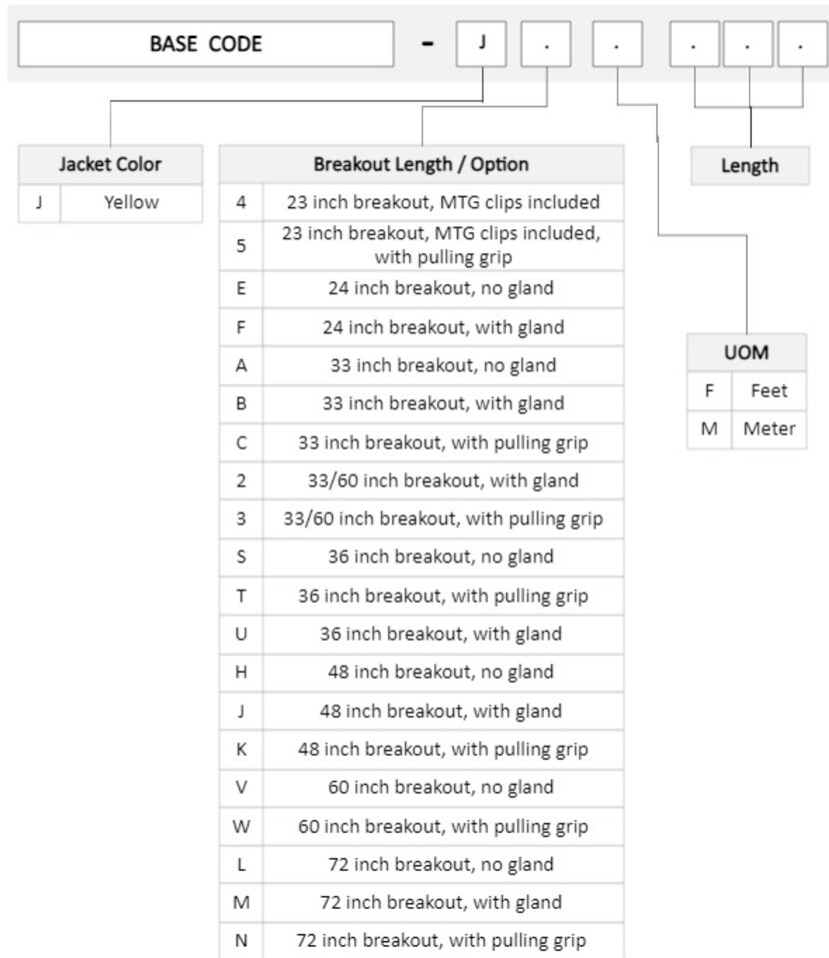 BASE CODE - J . . . . .
Jacket Color
J Yellow
Breakout Length / Option
4 23 inch breakout, MTG clips included
5 23 inch breakout, MTG clips included,
with pulling grip
E 24 inch breakout, no gland
F 24 inch breakout, with gland
A 33 inch breakout, no gland
B 33 inch breakout, with gland
C 33 inch breakout, with pulling grip
2 33/60 inch breakout, with gland
3 33/60 inch breakout, with pulling grip
S 36 inch breakout, no gland
T 36 inch breakout, with pulling grip
U 36 inch breakout, with gland
H 48 inch breakout, no gland
J 48 inch breakout, with gland
K 48 inch breakout, with pulling grip
V 60 inch breakout, no gland
W 60 inch breakout, with pulling grip
L 72 inch breakout, no gland
M 72 inch breakout, with gland
N 72 inch breakout, with pulling grip
Length
UOM
F Feet
M Meter